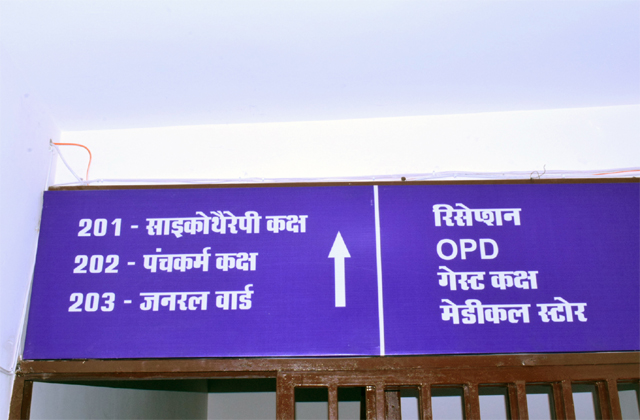 201 - साइकोथैरेपी कक्ष
202 - पंचकर्म कक्ष
203 - जनरल वार्ड
रिसेप्शन
OPD
गेस्ट कक्ष
मेडीकल स्टोर